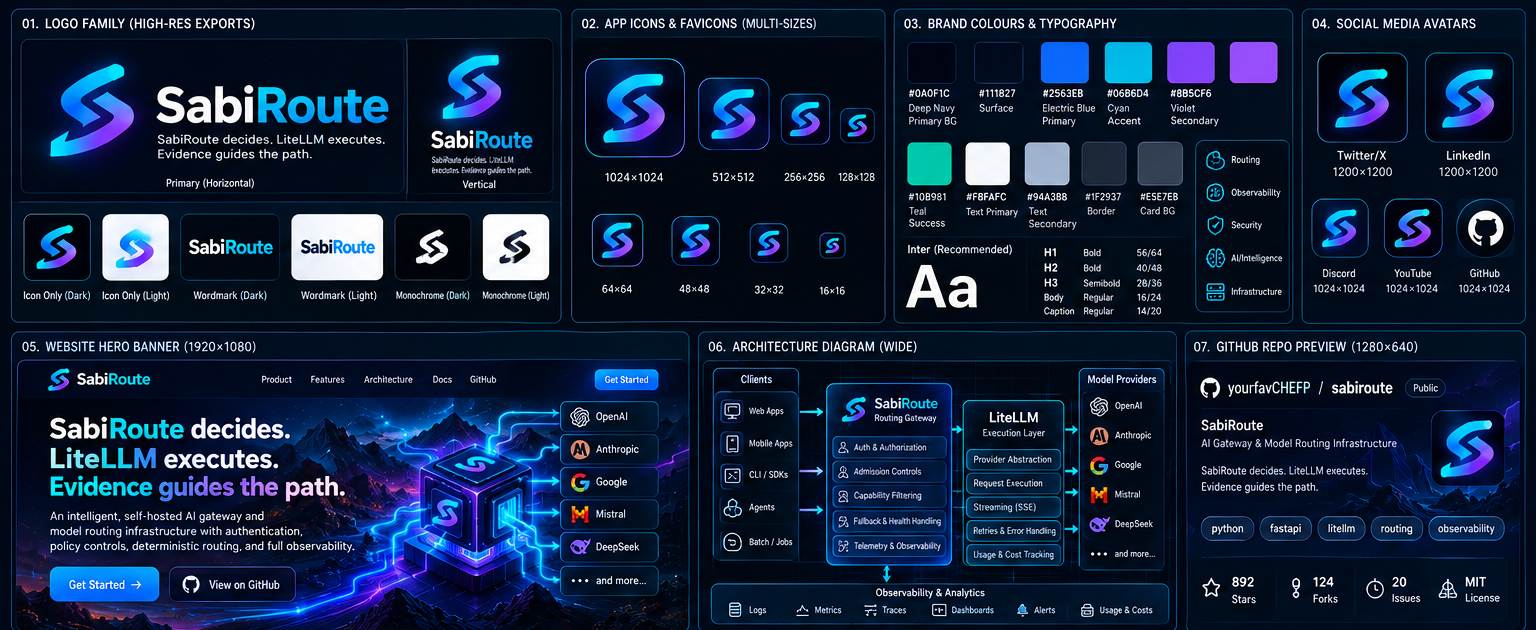 01. LOGO FAMILY (HIGH-RES EXPORTS)
SabiRoute
SabiRoute decides. LiteLLM executes.
Evidence guides the path.
Primary (Horizontal)
SabiRoute
SabiRoute decides. LiteLLM
Executes. Evidence guides the path.
Vertical
SabiRoute
SabiRoute
Icon Only (Dark)
Icon Only (Light)
Wordmark (Dark)
Wordmark (Light)
Monochrome (Dark)
Monochrome (Light)
02. APP ICONS & FAVICONS (MULTI-SIZES)
1024×1024
512×512
256×256
128×128
64×64
48×48
32×32
16×16
03. BRAND COLOURS & TYPOGRAPHY
#0A0F1C
Deep Navy
Primary BG
#111827
Surface
#2563EB
Electric Blue
Primary
#06B6D4
Cyan
Accent
#8B5CF6
Violet
Secondary
#10B981
Teal
Success
#F8FAFC
Text Primary
#94A3B8
Text
Secondary
#1F2937
Border
#E5E7EB
Card BG
Inter (Recommended)
Aa
H1 Bold 56/64
H2 Bold 40/48
H3 Semibold 28/36
Body Regular 16/24
Caption Regular 14/20
Routing
Observability
Security
AI/Intelligence
Infrastructure
04. SOCIAL MEDIA AVATARS
Twitter/X
1200×1200
LinkedIn
1200×1200
Discord
1024×1024
YouTube
1024×1024
GitHub
1024×1024
05. WEBSITE HERO BANNER (1920×1080)
SabiRoute
Product
Features
Architecture
Docs
GitHub
Get Started
SabiRoute decides.
LiteLLM executes.
Evidence guides the path.
An intelligent, self-hosted AI gateway and
model routing infrastructure with authentication,
policy controls, deterministic routing, and full observability.
Get Started →
View on GitHub
OpenAI
Anthropic
Google
Mistral
DeepSeek
and more...
06. ARCHITECTURE DIAGRAM (WIDE)
Clients
Web Apps
Mobile Apps
CLI / SDKs
Agents
Batch / Jobs
SabiRoute
Routing Gateway
Auth & Authorization
Admission Controls
Capability Filtering
Fallback & Health Handling
Telemetry & Observability
LiteLLM
Execution Layer
Provider Abstraction
Request Execution
Streaming (SSE)
Retries & Error Handling
Usage & Cost Tracking
Model Providers
OpenAI
Anthropic
Google
Mistral
DeepSeek
and more...
Observability & Analytics
Logs
Metrics
Traces
Dashboards
Alerts
Usage & Costs
07. GITHUB REPO PREVIEW (1280×640)
yourfavCHEFP / sabiroute
Public
SabiRoute
AI Gateway & Model Routing Infrastructure
SabiRoute decides. LiteLLM executes.
Evidence guides the path.
python
fastapi
litellm
routing
observability
892
Stars
124
Forks
20
Issues
MIT
License